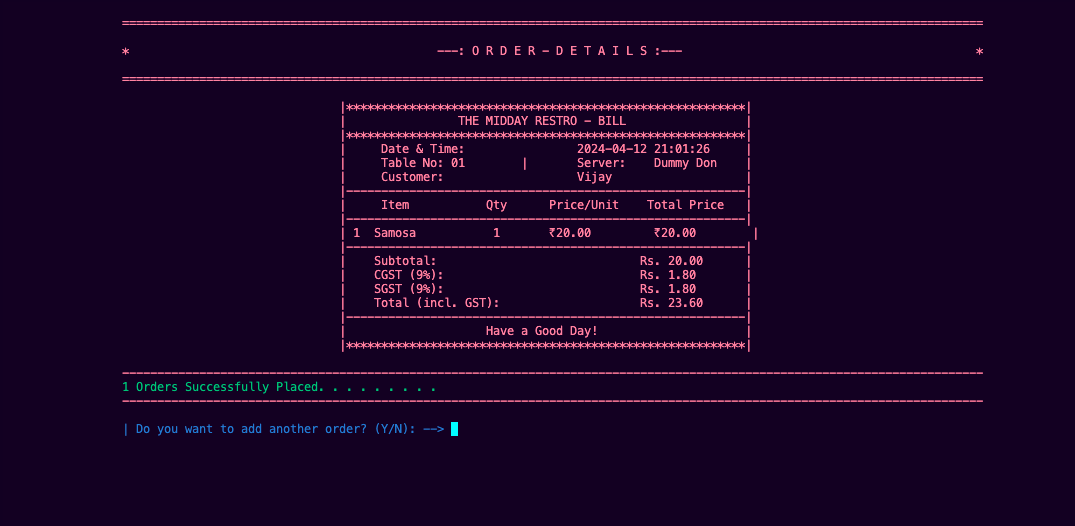 * ---: O R D E R - D E T A I L S :--- *
|*********************************************************|
| THE MIDDAY RESTRO - BILL |
|*********************************************************|
| Date & Time: 2024-04-12 21:01:26 |
| Table No: 01 | Server: Dummy Don |
| Customer: Vijay |
|---------------------------------------------------------|
| Item Qty Price/Unit Total Price |
|---------------------------------------------------------|
| 1 Samosa 1 ₹20.00 ₹20.00 |
|---------------------------------------------------------|
| Subtotal: Rs. 20.00 |
| CGST (9%): Rs. 1.80 |
| SGST (9%): Rs. 1.80 |
| Total (incl. GST): Rs. 23.60 |
|---------------------------------------------------------|
| Have a Good Day! |
|*********************************************************|
1 Orders Successfully Placed. . . . . . . . .
| Do you want to add another order? (Y/N): -->